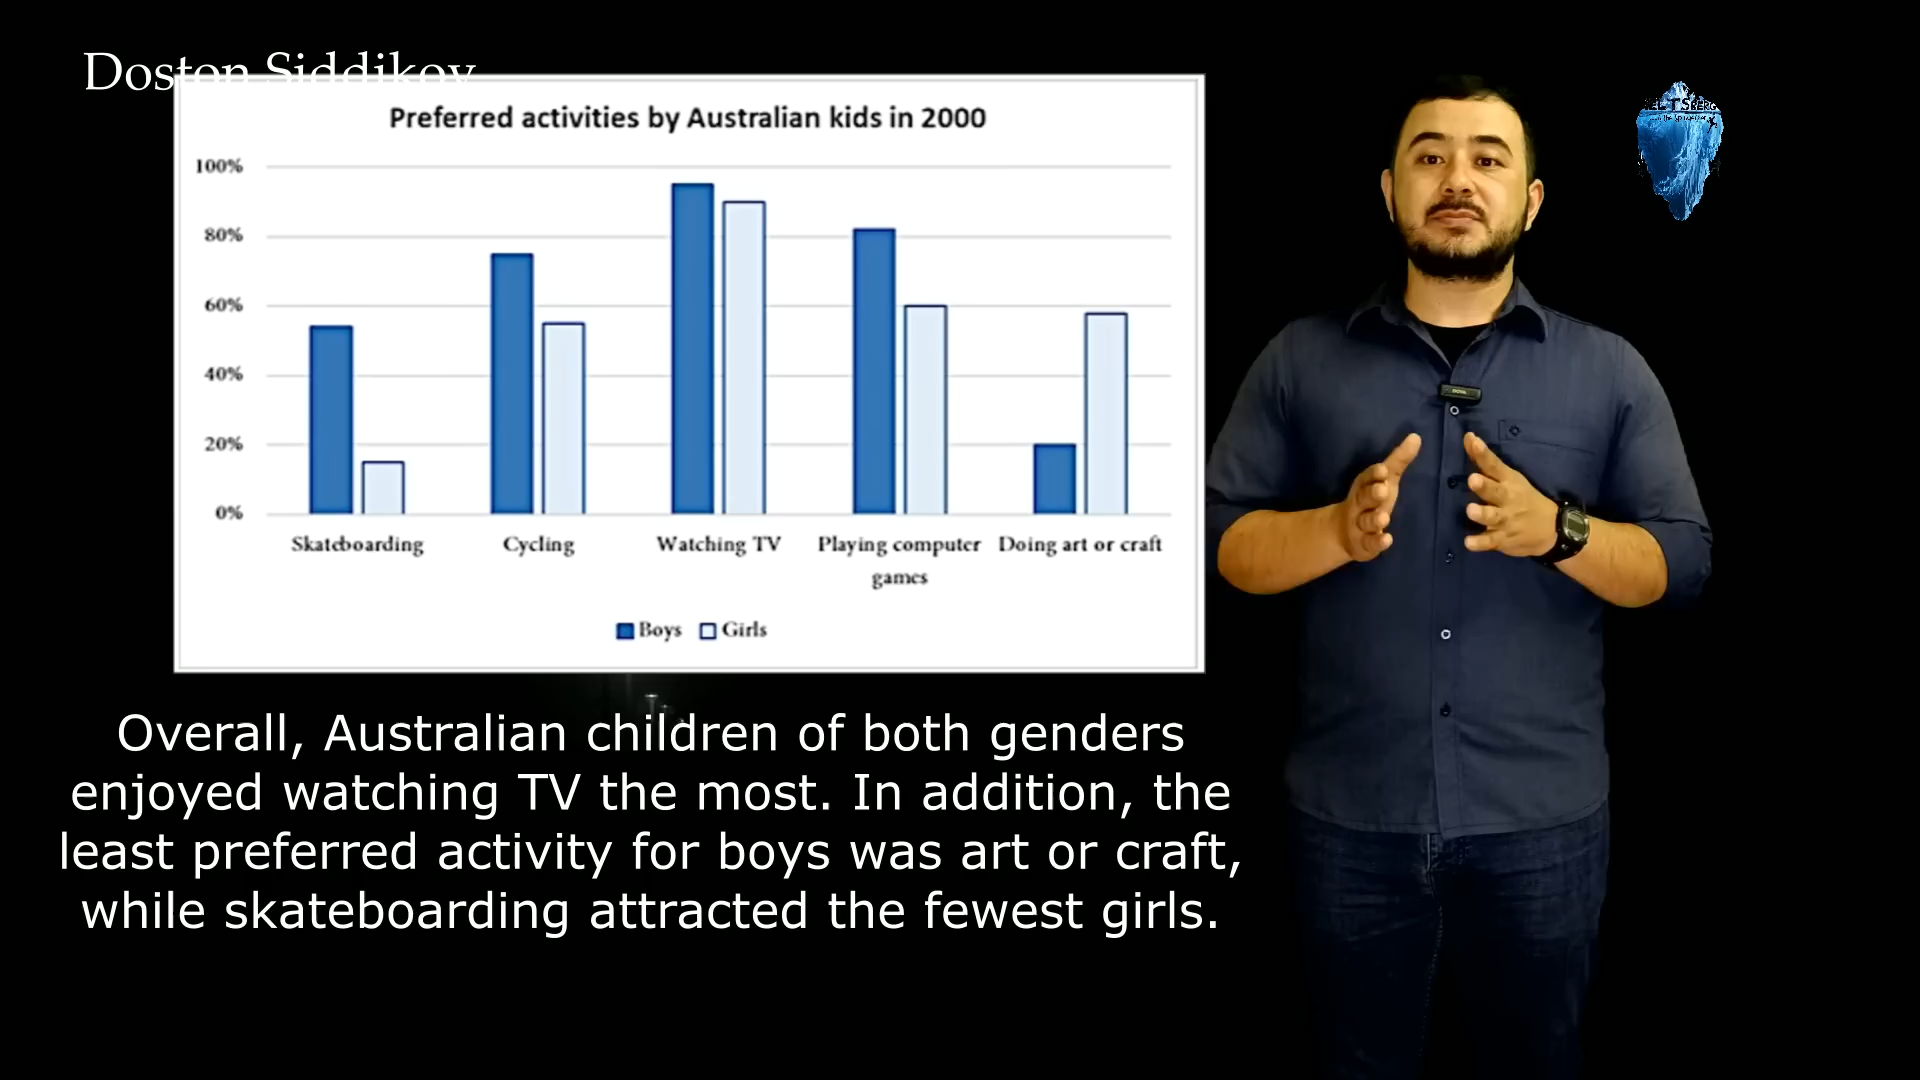 Doston Siddikov
Preferred activities by Australian kids in 2000
100%
80%
60%
40%
20%
0%
Skateboarding Cycling Watching TV Playing computer games Doing art or craft
Boys Girls
Overall, Australian children of both genders
enjoyed watching TV the most. In addition, the
least preferred activity for boys was art or craft,
while skateboarding attracted the fewest girls.